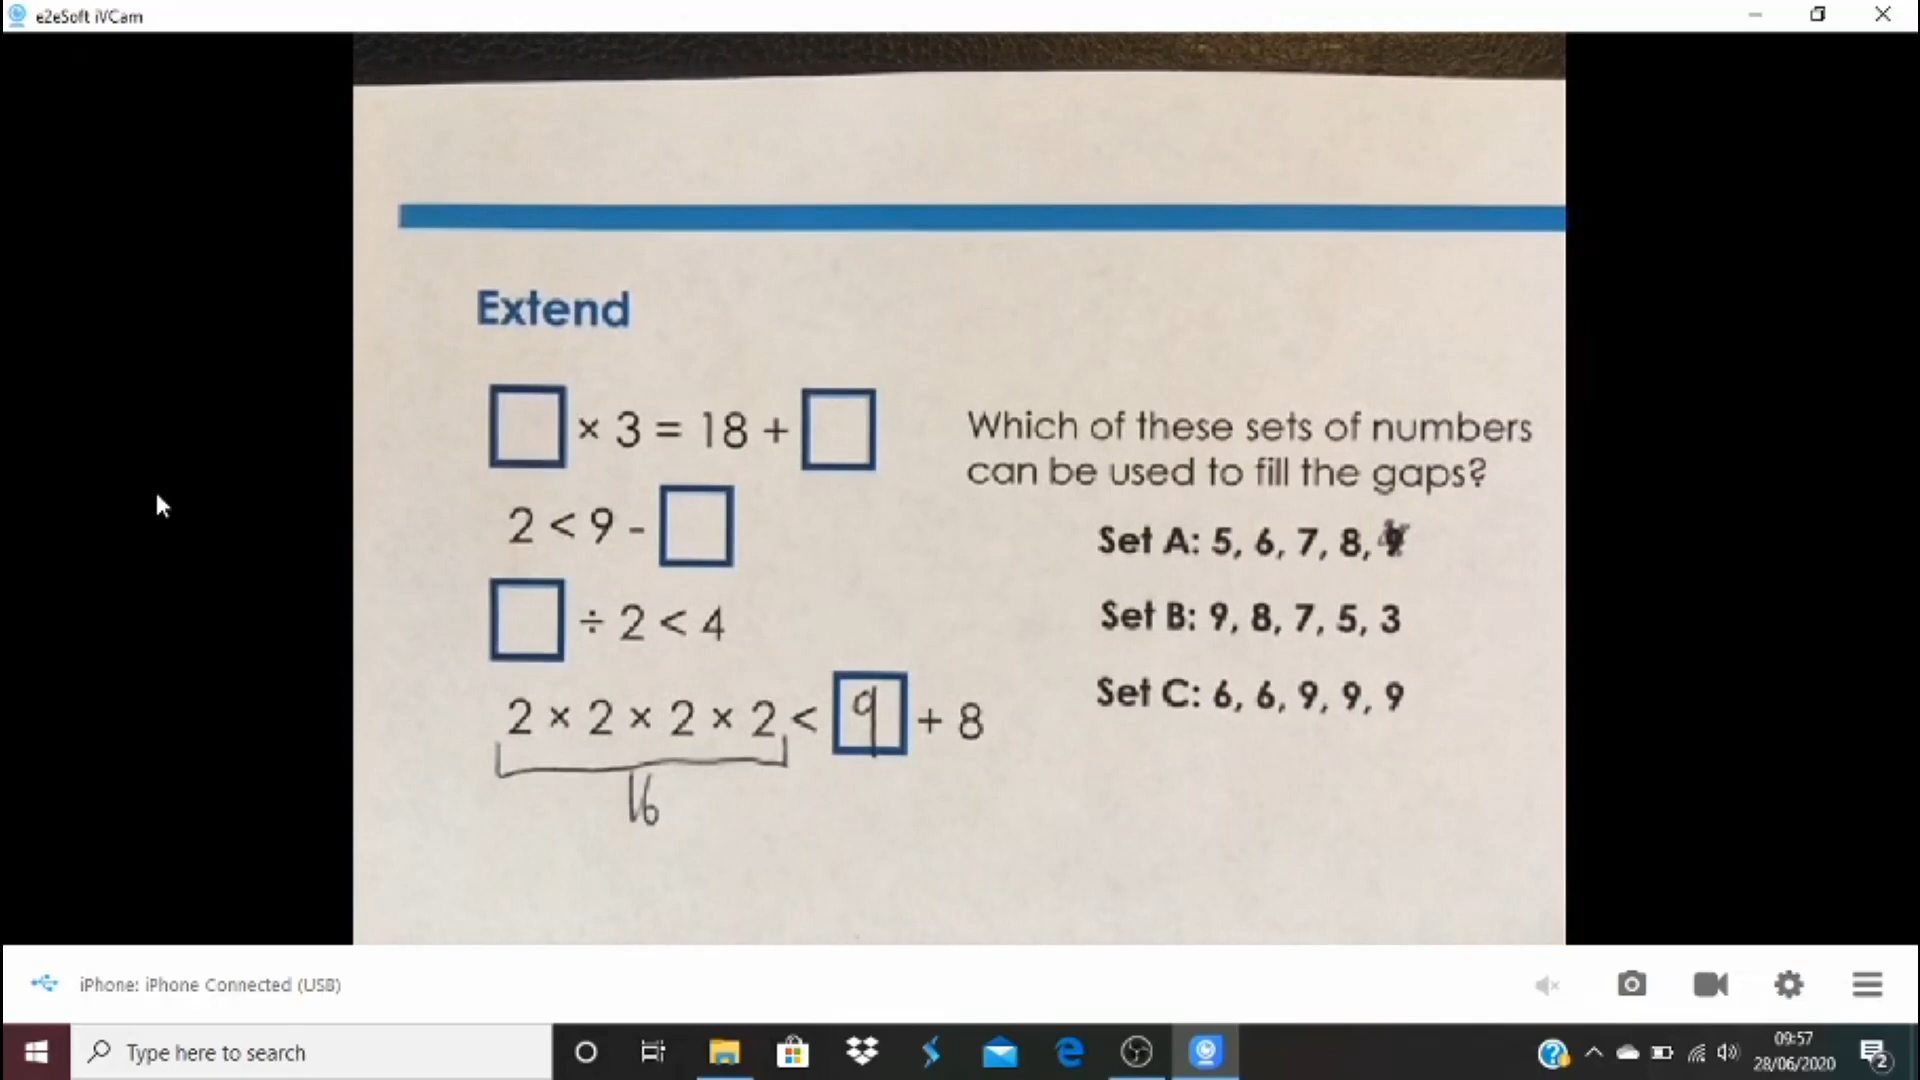 e2eSoft iVCam
Extend
× 3 = 18 +
2 < 9 -
÷ 2 < 4
2 × 2 × 2 × 2 < 9 + 8
16
Which of these sets of numbers
can be used to fill the gaps?
Set A: 5, 6, 7, 8, 9
Set B: 9, 8, 7, 5, 3
Set C: 6, 6, 9, 9, 9
iPhone: iPhone Connected (USB)
Type here to search
09:57
28/06/2020
2